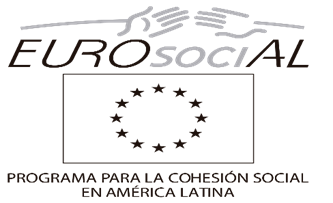 EUROsociAL
PROGRAMA PARA LA COHESIÓN SOCIAL
EN AMÉRICA LATINA